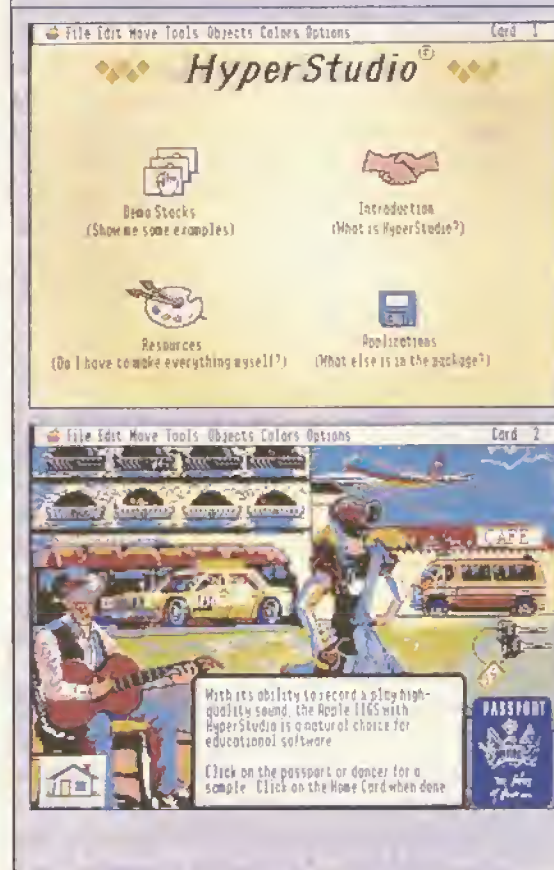 File Edit Move Tools Objects Colors Options Card 1
HyperStudio®
Demo Stacks
(Show me some examples)
Introduction
(What is HyperStudio?)
Resources
(Do I have to make everything myself?)
Applications
(What else is in the package?)
File Edit Move Tools Objects Colors Options Card 2
CAFE
TAXI
PASSPORT
With its ability to record a play high-
quality sound, the Apple IIGS with
HyperStudio is a natural choice for
educational software
Click on the passport or dancer for a
sample. Click on the Home Card when done